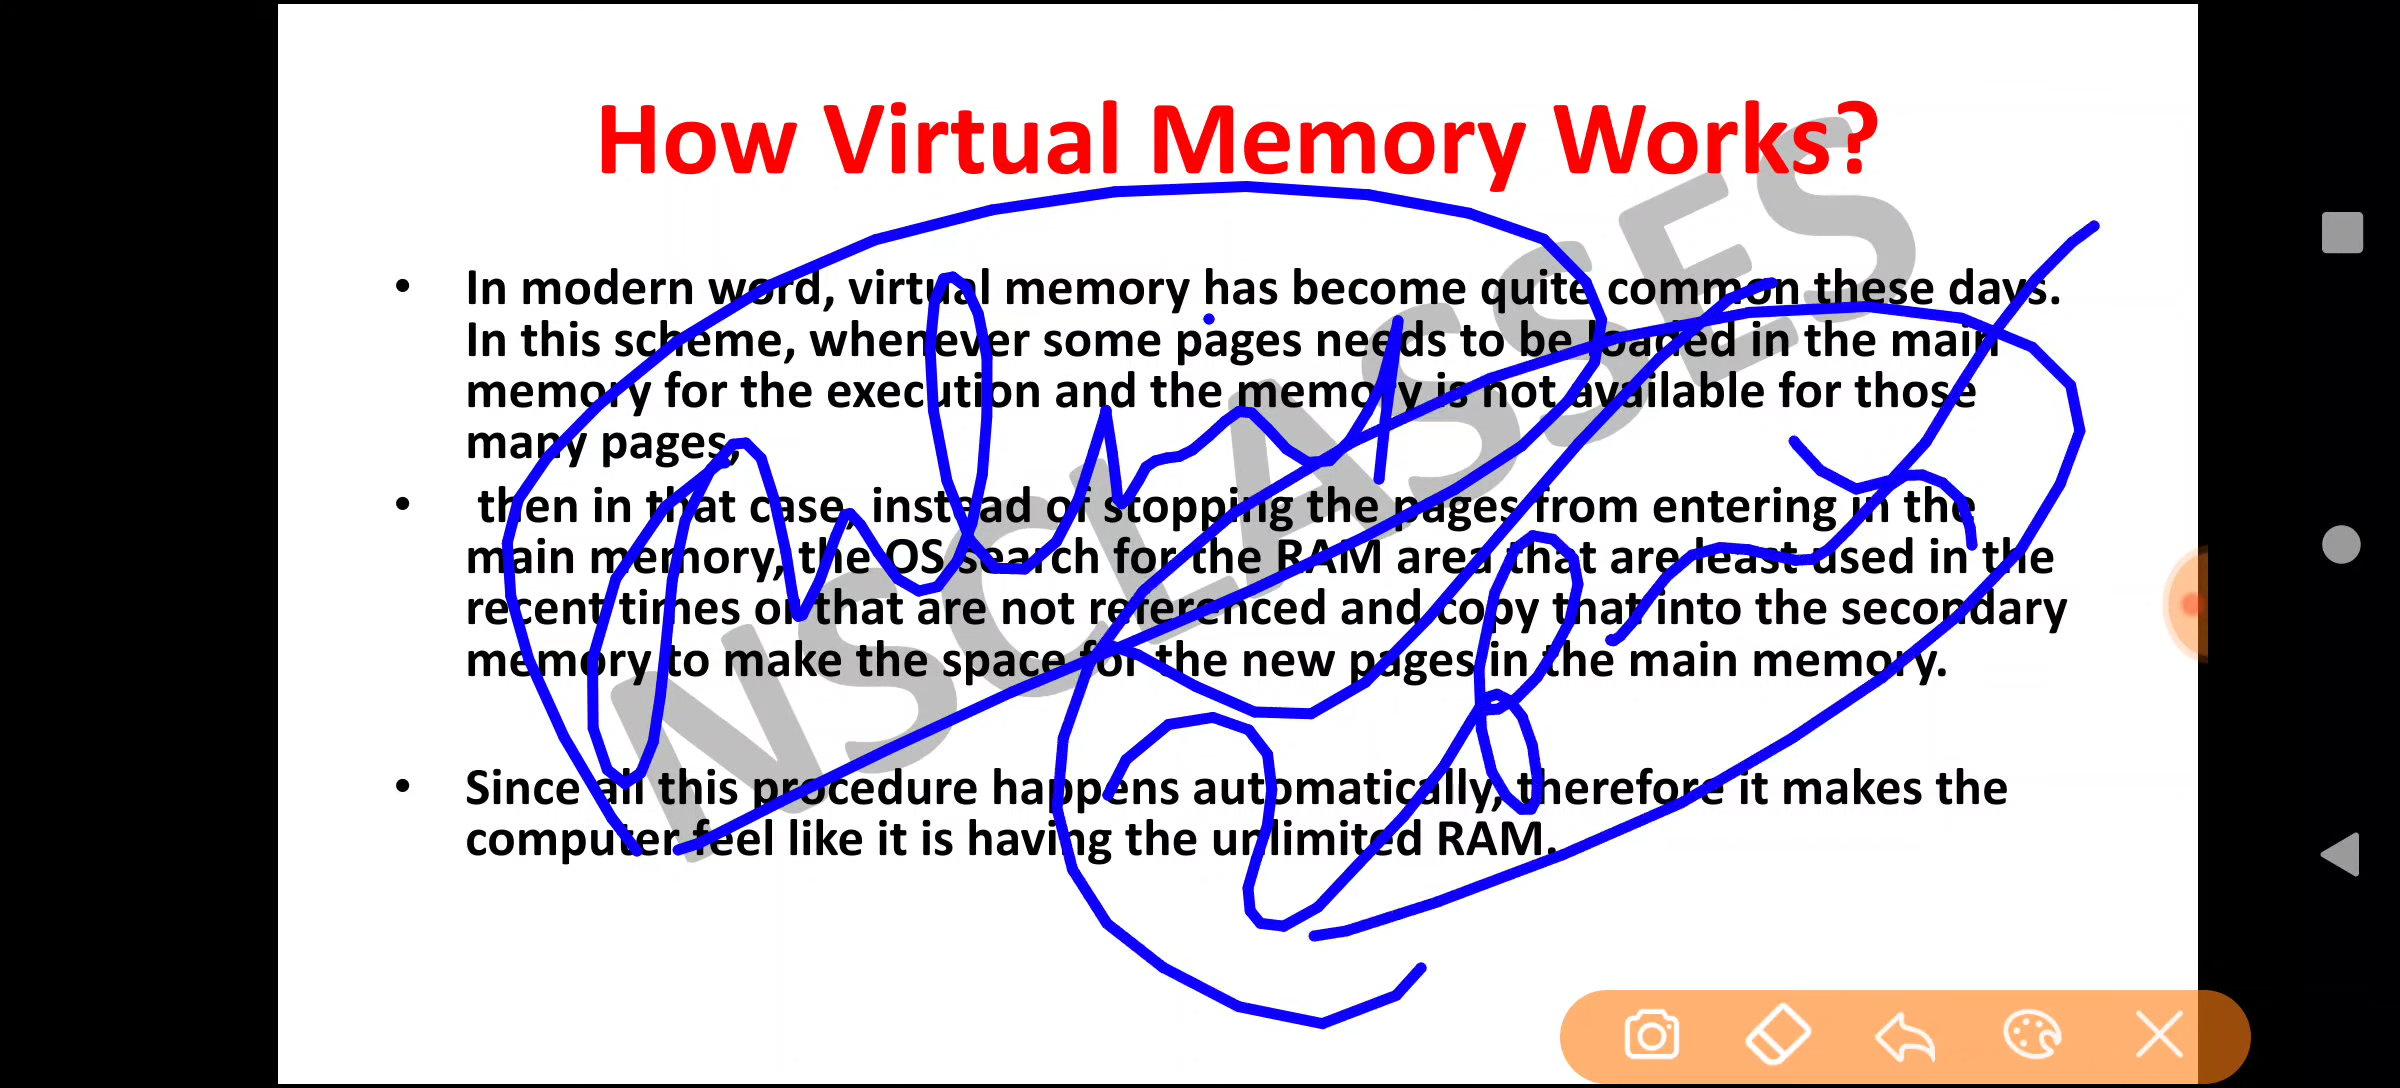 How Virtual Memory Works?
• In modern word, virtual memory has become quite common these days.
In this scheme, whenever some pages needs to be loaded in the main
memory for the execution and the memory is not available for those
many pages,
• then in that case, instead of stopping the pages from entering in the
main memory, the OS search for the RAM area that are least used in the
recent times or that are not referenced and copy that into the secondary
memory to make the space for the new pages in the main memory.
• Since all this procedure happens automatically, therefore it makes the
computer feel like it is having the unlimited RAM.
NSCLASSES